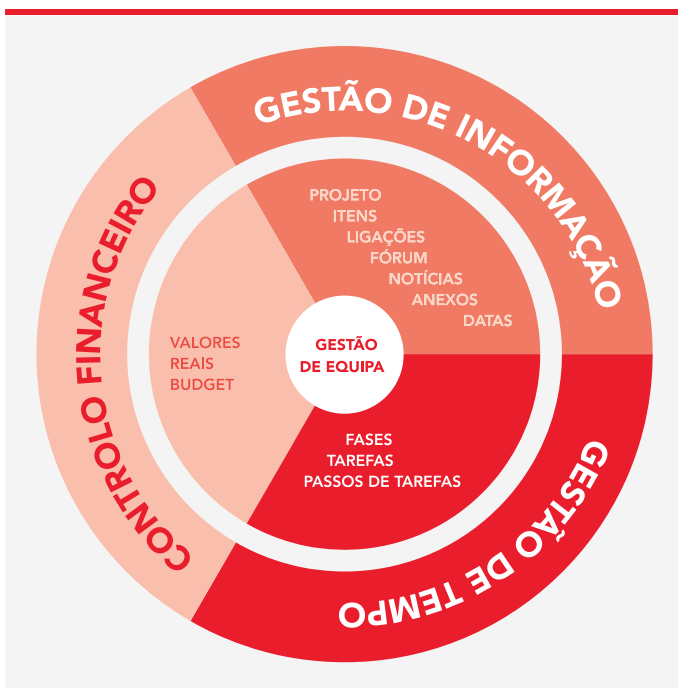 GESTÃO DE INFORMAÇÃO
PROJETO
ITENS
LIGAÇÕES
FÓRUM
NOTÍCIAS
ANEXOS
DATAS
CONTROLO FINANCEIRO
VALORES
REAIS
BUDGET
GESTÃO
DE EQUIPA
FASES
TAREFAS
PASSOS DE TAREFAS
GESTÃO DE TEMPO